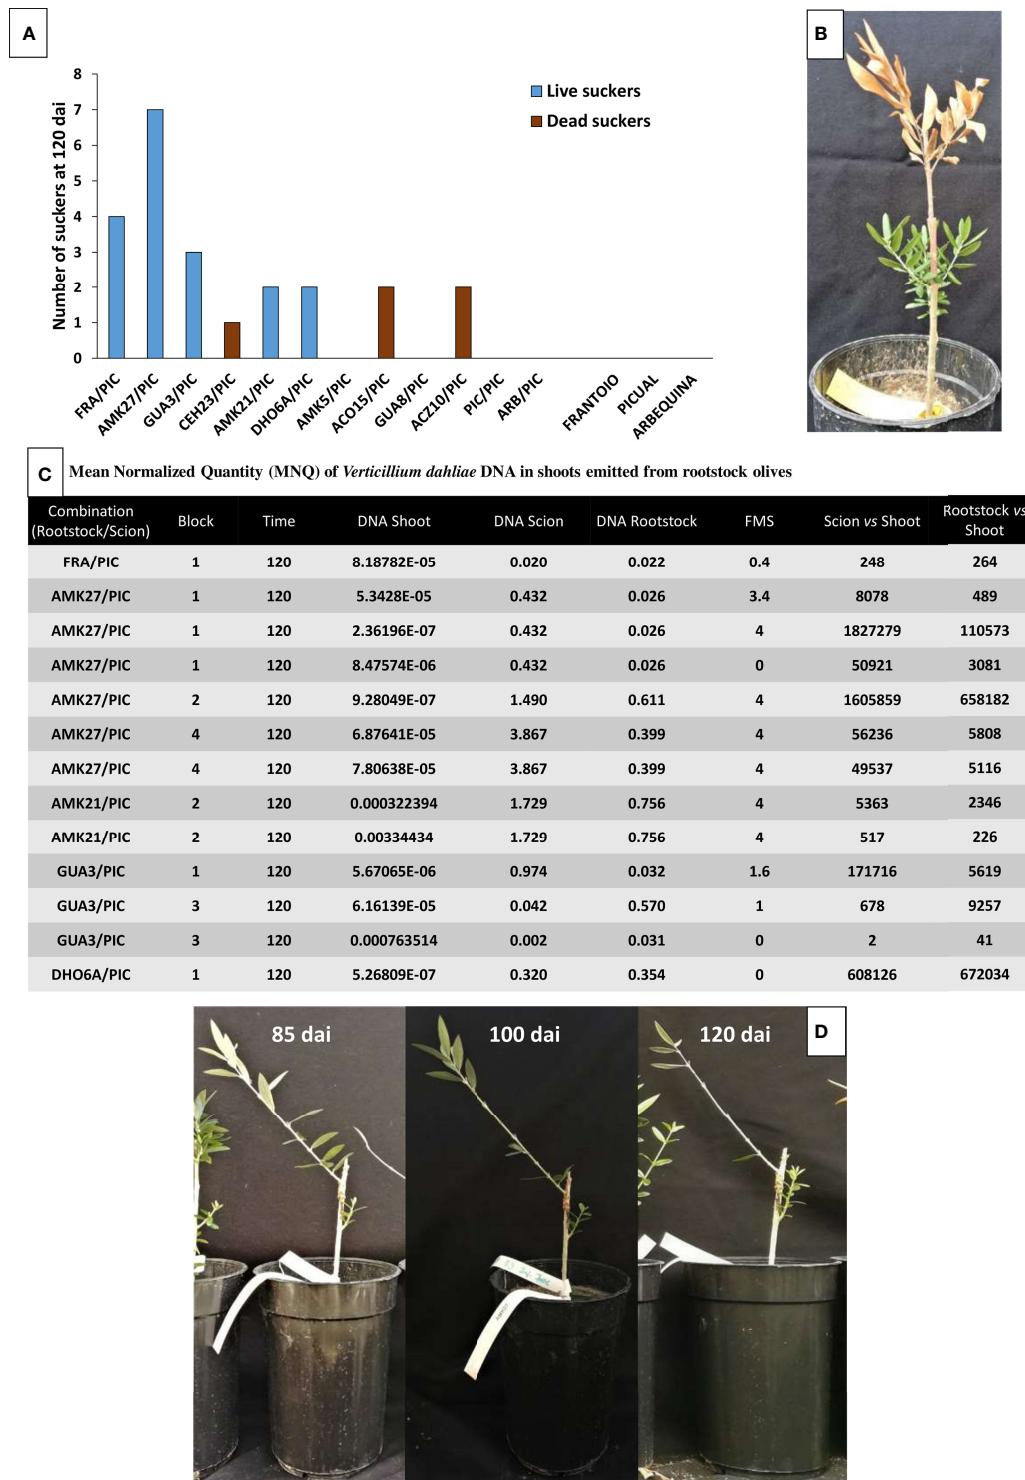 A
B
8
7
6
5
4
3
2
1
0
Number of suckers at 120 dai
Live suckers
Dead suckers
FRA/PIC
AMK27/PIC
GUA3/PIC
CEH23/PIC
AMK21/PIC
DHO6A/PIC
AMK5/PIC
ACO15/PIC
GUA8/PIC
ACZ10/PIC
PIC/PIC
ARB/PIC
FRANTOIO
PICUAL
ARBEQUINA
C Mean Normalized Quantity (MNQ) of Verticillium dahliae DNA in shoots emitted from rootstock olives
Combination (Rootstock/Scion) Block Time DNA Shoot DNA Scion DNA Rootstock FMS Scion vs Shoot Rootstock vs Shoot
FRA/PIC 1 120 8.18782E-05 0.020 0.022 0.4 248 264
AMK27/PIC 1 120 5.3428E-05 0.432 0.026 3.4 8078 489
AMK27/PIC 1 120 2.36196E-07 0.432 0.026 4 1827279 110573
AMK27/PIC 1 120 8.47574E-06 0.432 0.026 0 50921 3081
AMK27/PIC 2 120 9.28049E-07 1.490 0.611 4 1605859 658182
AMK27/PIC 4 120 6.87641E-05 3.867 0.399 4 56236 5808
AMK27/PIC 4 120 7.80638E-05 3.867 0.399 4 49537 5116
AMK21/PIC 2 120 0.000322394 1.729 0.756 4 5363 2346
AMK21/PIC 2 120 0.00334434 1.729 0.756 4 517 226
GUA3/PIC 1 120 5.67065E-06 0.974 0.032 1.6 171716 5619
GUA3/PIC 3 120 6.16139E-05 0.042 0.570 1 678 9257
GUA3/PIC 3 120 0.000763514 0.002 0.031 0 2 41
DHO6A/PIC 1 120 5.26809E-07 0.320 0.354 0 608126 672034
85 dai
100 dai
120 dai
D